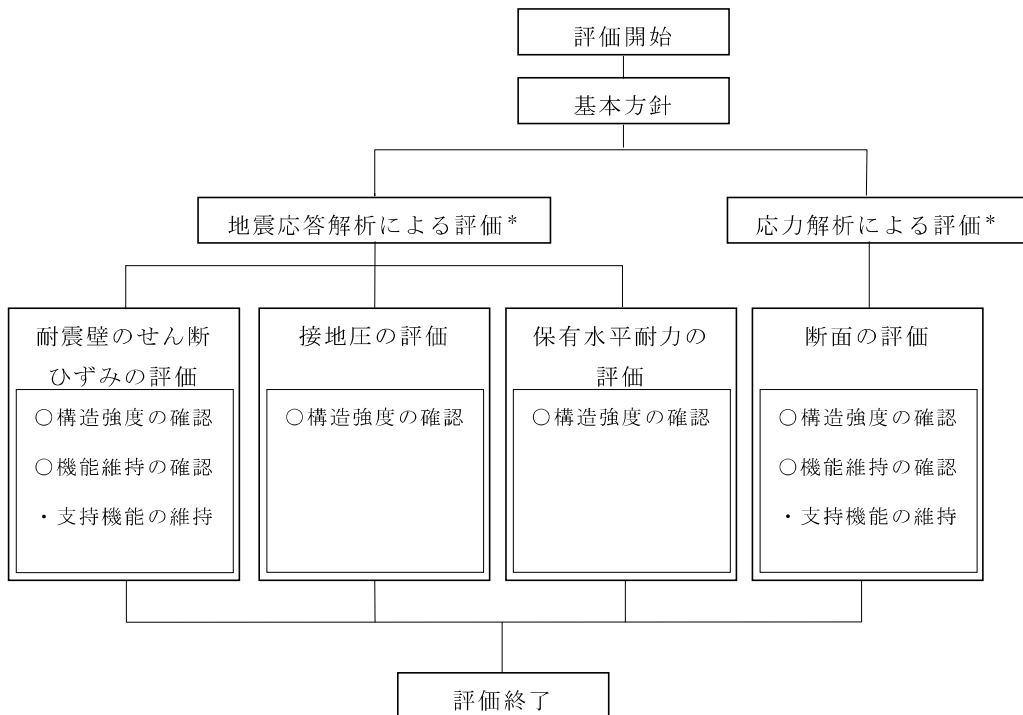 評価開始
基本方針
地震応答解析による評価*
応力解析による評価*
耐震壁のせん断
ひずみの評価
○構造強度の確認
○機能維持の確認
・支持機能の維持
接地圧の評価
○構造強度の確認
保有水平耐力の
評価
○構造強度の確認
断面の評価
○構造強度の確認
○機能維持の確認
・支持機能の維持
評価終了